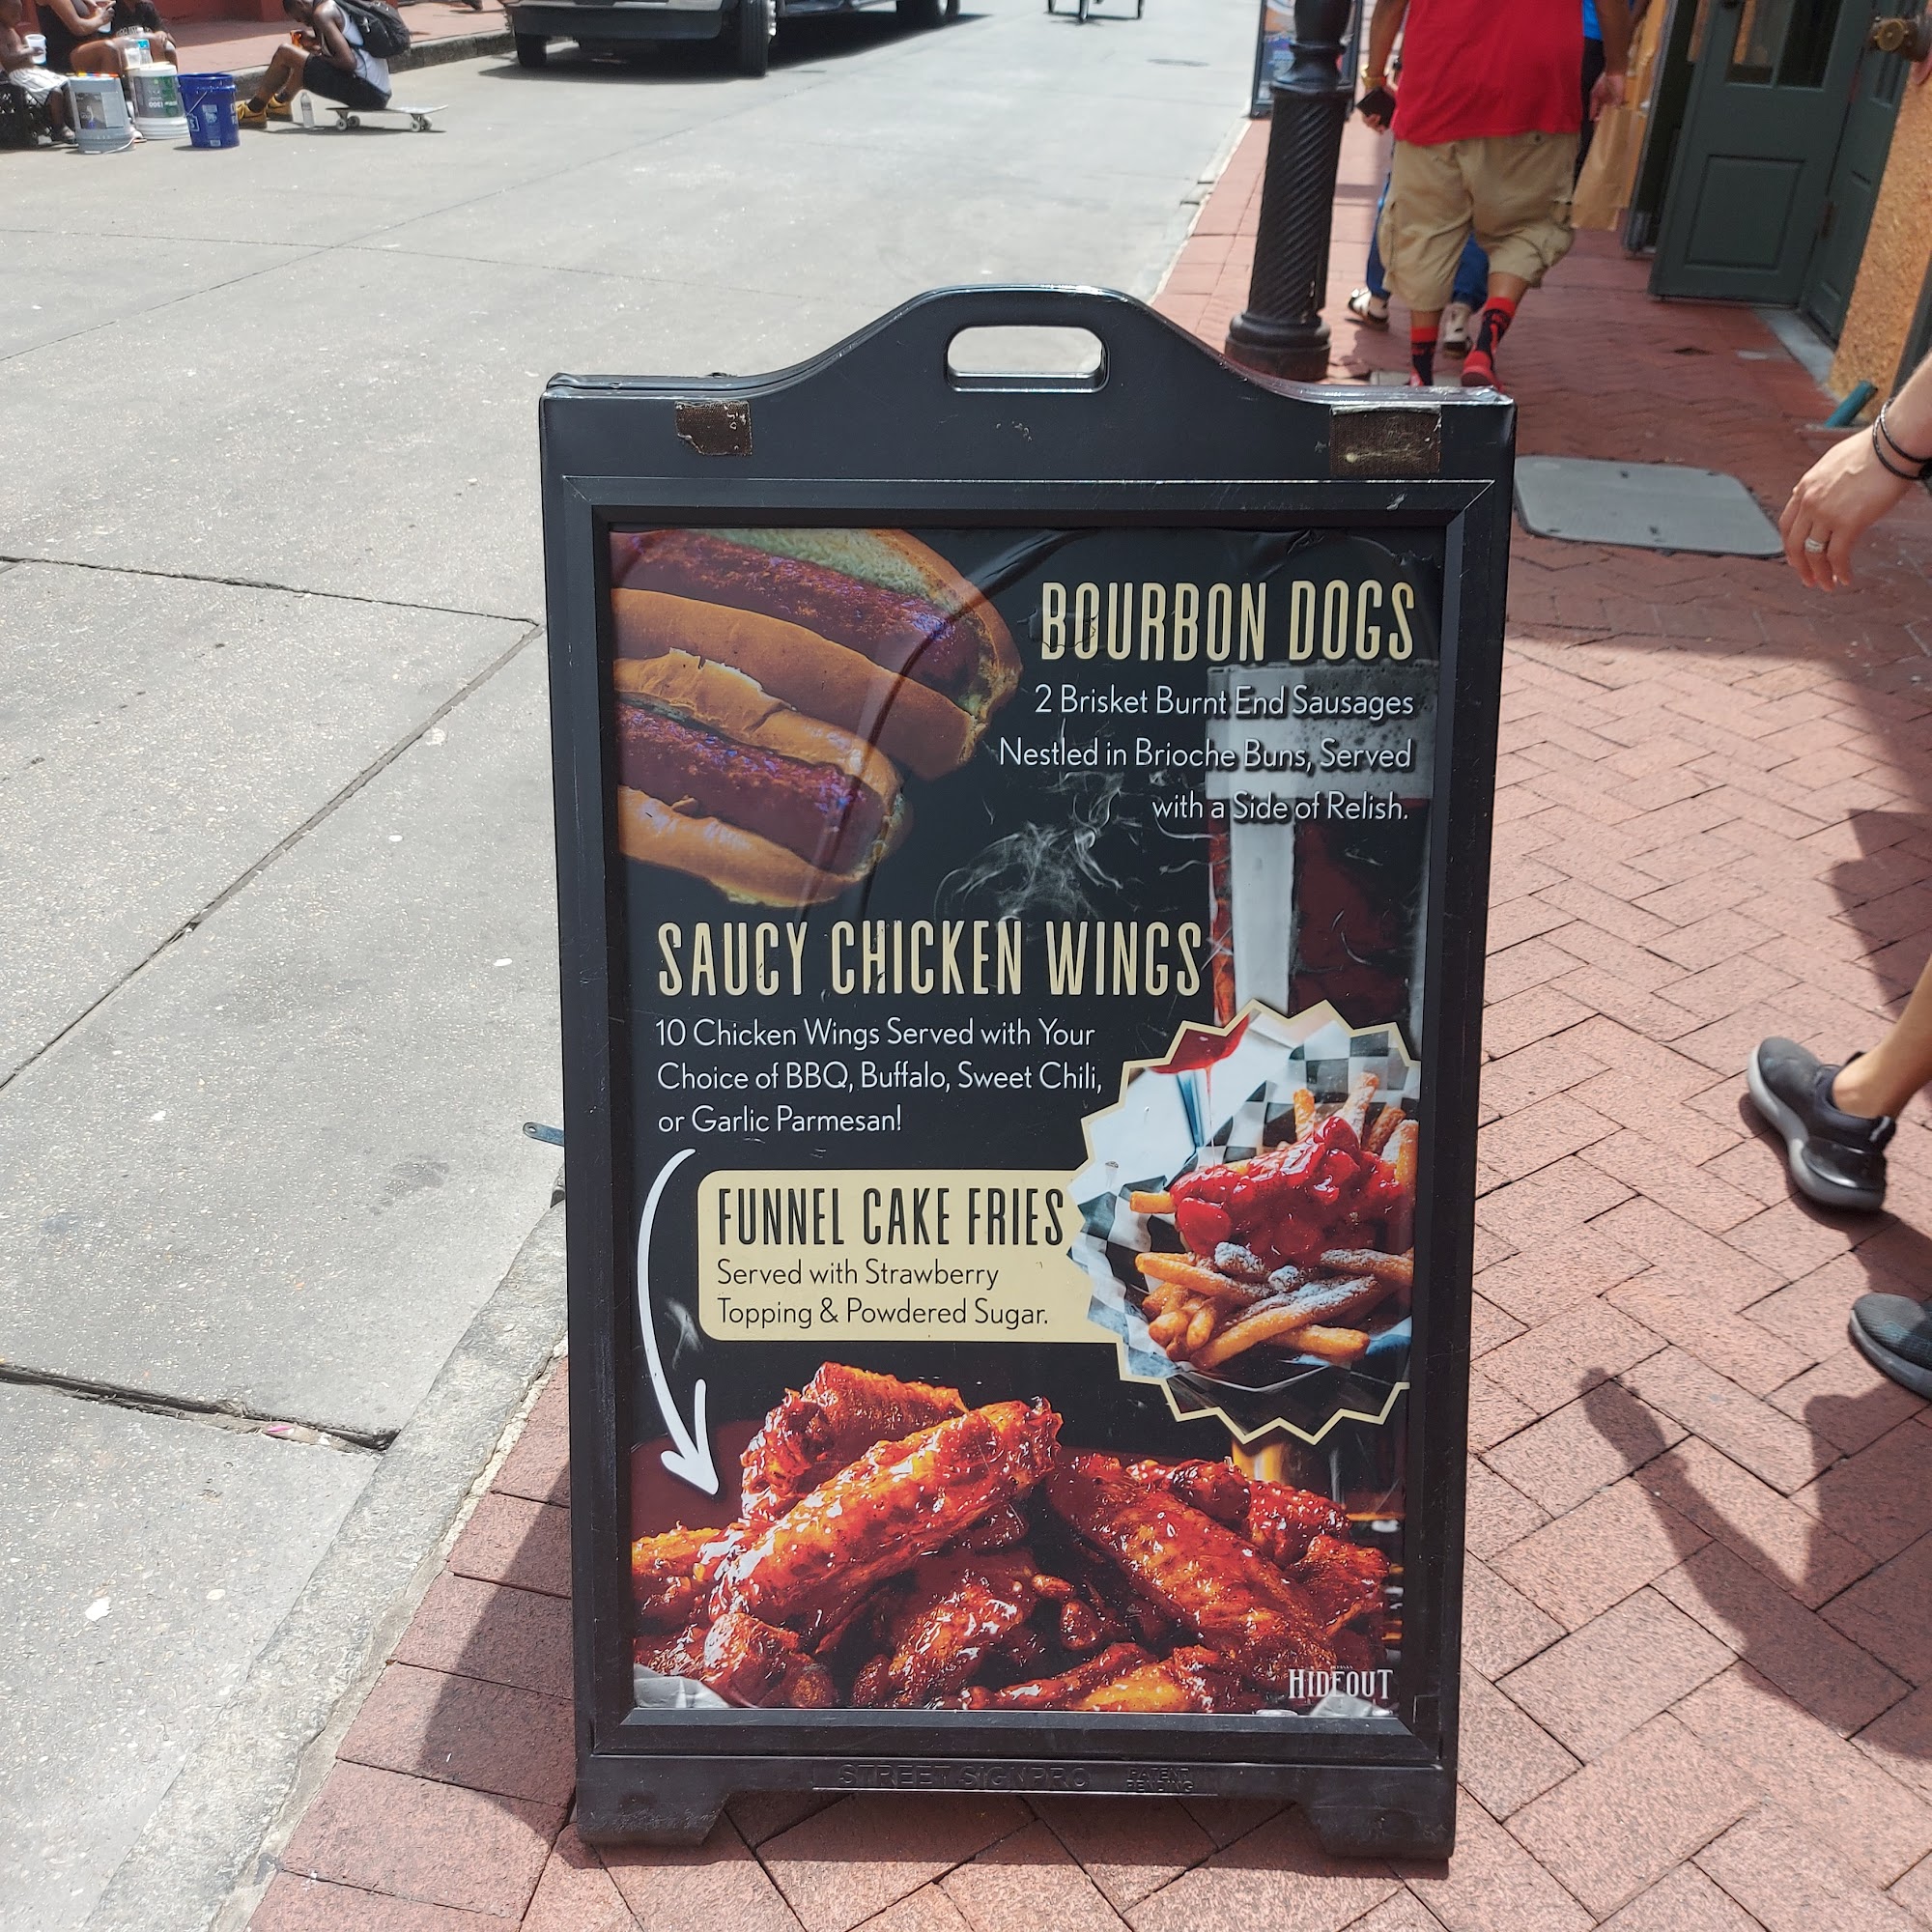 BOURBON DOGS
2 Brisket Burnt End Sausages
Nestled in Brioche Buns, Served
with a Side of Relish.
SAUCY CHICKEN WINGS
10 Chicken Wings Served with Your
Choice of BBQ, Buffalo, Sweet Chili,
or Garlic Parmesan!
FUNNEL CAKE FRIES
Served with Strawberry
Topping & Powdered Sugar.
HIDEOUT
STREET SIGNPRO PATENT
PENDING